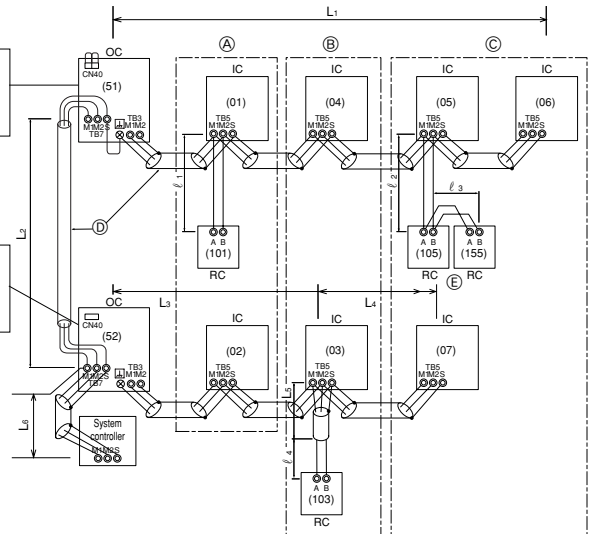 L1
Ⓐ Ⓑ Ⓒ
OC IC IC IC IC
CN40
(51) (01) (04) (05) (06)
TB3 TB5 TB5 TB5 TB5
M1M2S M1M2 M1M2S M1M2S M1M2S M1M2S
TB7
L2
ℓ1 ℓ2 ℓ3
Ⓓ
A B A B A B
(101) (105) (155)
RC RC RC
Ⓔ
L3 L4
OC IC IC IC
CN40
(52) (02) (03) (07)
TB3 TB5 TB5 TB5
M1M2S M1M2 M1M2S M1M2S M1M2S
TB7
L5
L6
System
controller
M1M2S
ℓ4
A B
(103)
RC